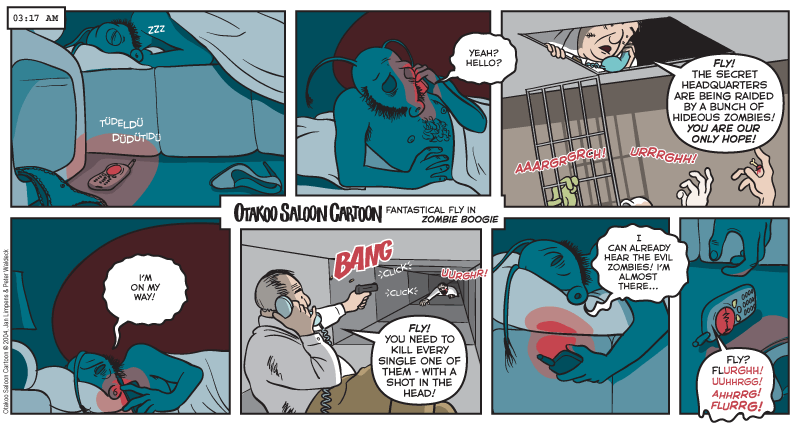 03:17 AM
ZZZ
TÜDELDÜ
DÜDÜTIDÜ
YEAH?
HELLO?
FLY!
THE SECRET
HEADQUARTERS
ARE BEING RAIDED
BY A BUNCH OF
HIDEOUS ZOMBIES!
YOU ARE OUR
ONLY HOPE!
AAARGRGRCH!
URRRGHH!
OTAKOO SALOON CARTOON
FANTASTICAL FLY IN
ZOMBIE BOOGIE
I'M
ON MY
WAY!
BANG
CLICK
CLICK
UURGHR!
FLY!
YOU NEED TO
KILL EVERY
SINGLE ONE OF
THEM - WITH A
SHOT IN THE
HEAD!
I
CAN ALREADY
HEAR THE EVIL
ZOMBIES! I'M
ALMOST
THERE...
FLY?
FLURGHH!
UUHHRGG!
AHHRRG!
FLURRG!
Otakoo Saloon Cartoon © 2004 Jan Limpens & Peter Waldeck